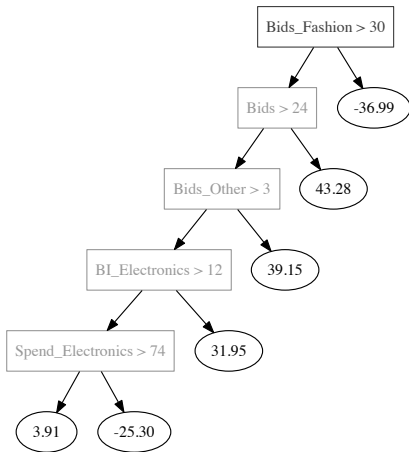 Bids_Fashion > 30
Bids > 24
-36.99
Bids_Other > 3
43.28
BI_Electronics > 12
39.15
Spend_Electronics > 74
31.95
3.91
-25.30